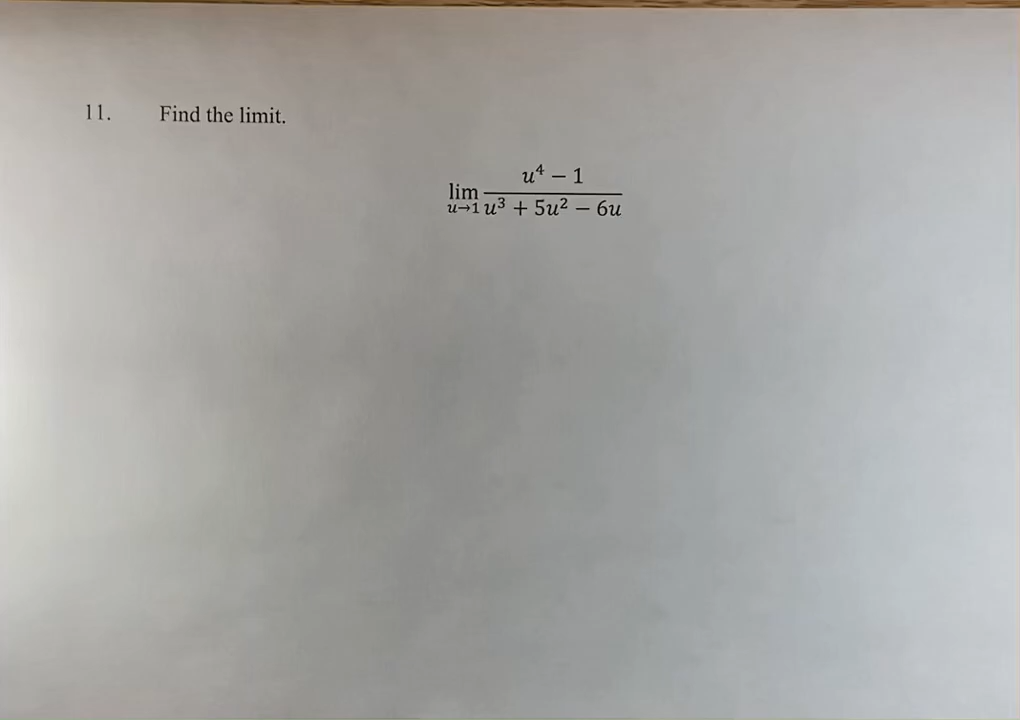 11. Find the limit.
lim u→1 (u⁴ − 1)/(u³ + 5u² − 6u)